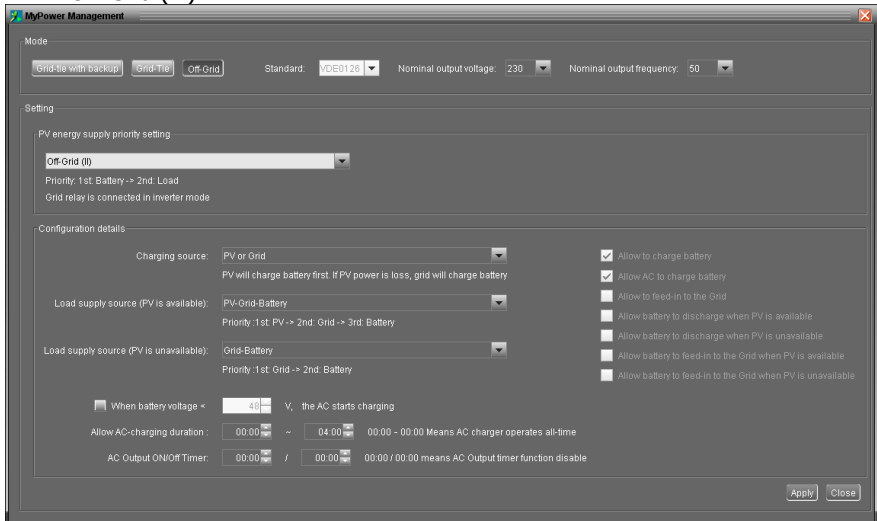 MyPower Management
Mode
Grid-tie with backup Grid-Tie Off-Grid Standard: VDE0126 Nominal output voltage: 230 Nominal output frequency: 50
Setting
PV energy supply priority setting
Off-Grid (II)
Priority: 1st: Battery -> 2nd: Load
Grid relay is connected in inverter mode
Configuration details
Charging source: PV or Grid
PV will charge battery first. If PV power is loss, grid will charge battery
Load supply source (PV is available): PV-Grid-Battery
Priority :1st: PV -> 2nd: Grid -> 3rd: Battery
Load supply source (PV is unavailable): Grid-Battery
Priority :1st: Grid -> 2nd: Battery
Allow to charge battery
Allow AC to charge battery
Allow to feed-in to the Grid
Allow battery to discharge when PV is available
Allow battery to discharge when PV is unavailable
Allow battery to feed-in to the Grid when PV is available
Allow battery to feed-in to the Grid when PV is unavailable
When battery voltage < 48 V, the AC starts charging
Allow AC-charging duration : 00:00 ~ 04:00 00:00 - 00:00 Means AC charger operates all-time
AC Output ON/Off Timer: 00:00 / 00:00 00:00 / 00:00 means AC Output timer function disable
Apply Close